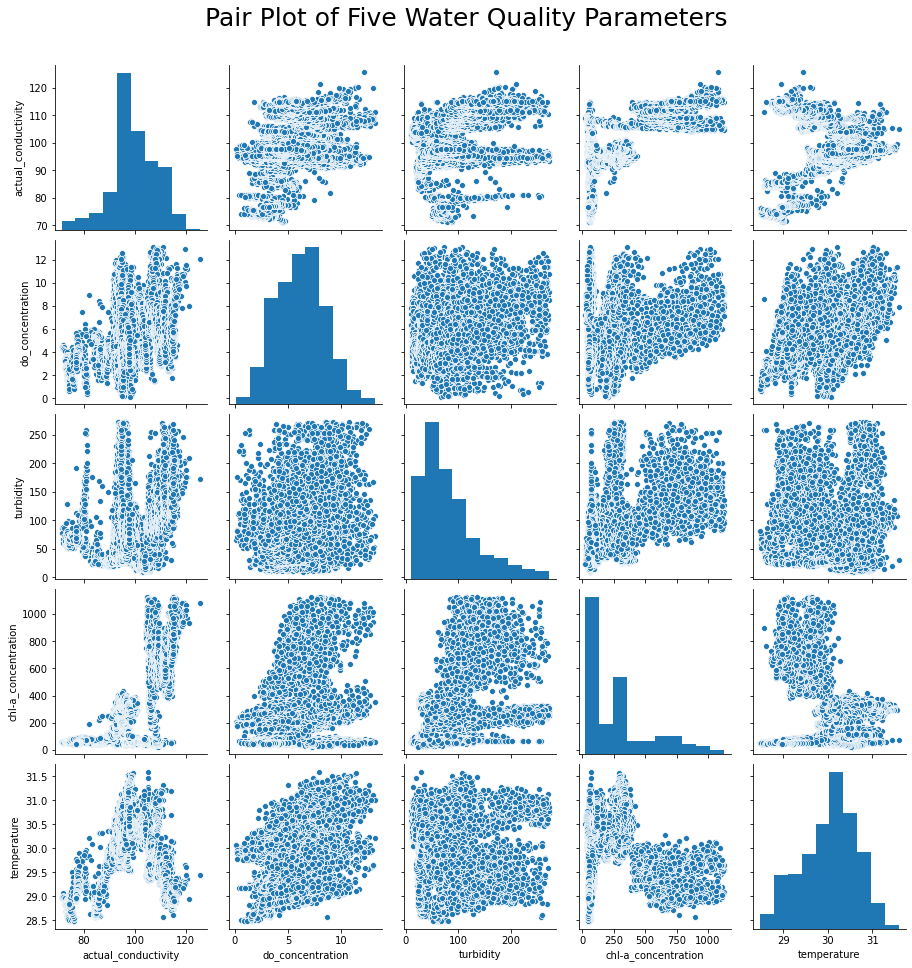 Pair Plot of Five Water Quality Parameters
actual_conductivity
120
110
100
90
80
70
do_concentration
12
10
8
6
4
2
0
turbidity
250
200
150
100
50
0
chl-a_concentration
1000
800
600
400
200
0
temperature
31.5
31.0
30.5
30.0
29.5
29.0
28.5
80 100 120
0 5 10
0 100 200
0 250 500 750 1000
29 30 31
actual_conductivity
do_concentration
turbidity
chl-a_concentration
temperature